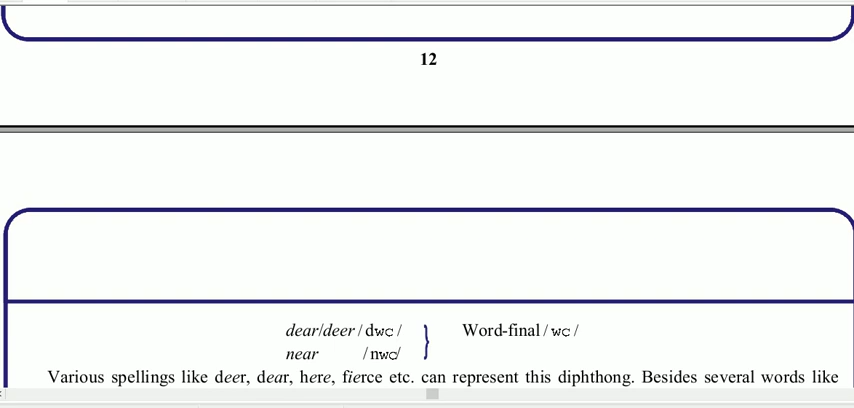 12
dear/deer / dwc / } Word-final / wc /
near / nwc/
Various spellings like deer, dear, here, fierce etc. can represent this diphthong. Besides several words like